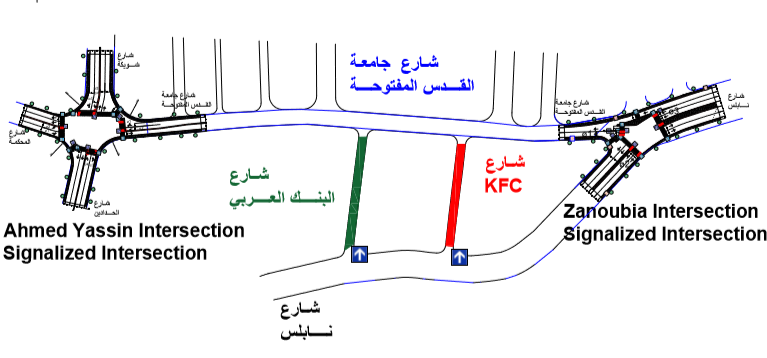 شارع جامعة
القدس المفتوحة
شارع
شويكة
شارع جامعة
القدس المفتوحة
شارع
المحكمة
شارع
الحدادين
Ahmed Yassin Intersection
Signalized Intersection
شارع
البنك العربي
شارع
KFC
شارع جامعة
القدس المفتوحة
شارع
نابلس
Zanoubia Intersection
Signalized Intersection
شارع
نابلس